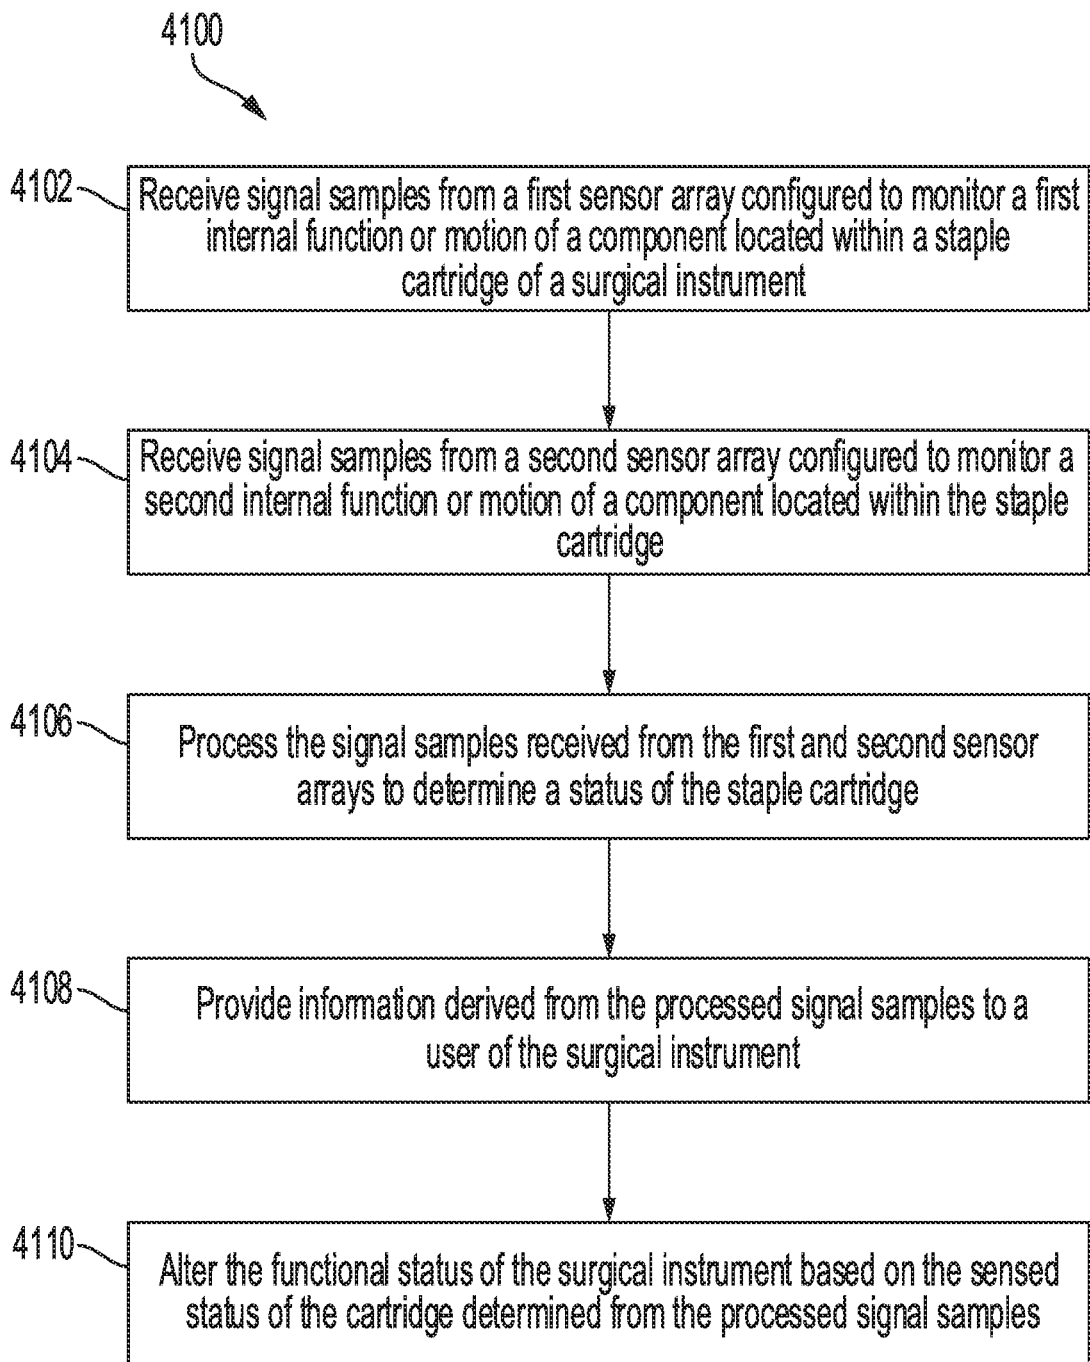 4100
4102
Receive signal samples from a first sensor array configured to monitor a first
internal function or motion of a component located within a staple
cartridge of a surgical instrument
4104
Receive signal samples from a second sensor array configured to monitor a
second internal function or motion of a component located within the staple
cartridge
4106
Process the signal samples received from the first and second sensor
arrays to determine a status of the staple cartridge
4108
Provide information derived from the processed signal samples to a
user of the surgical instrument
4110
Alter the functional status of the surgical instrument based on the sensed
status of the cartridge determined from the processed signal samples